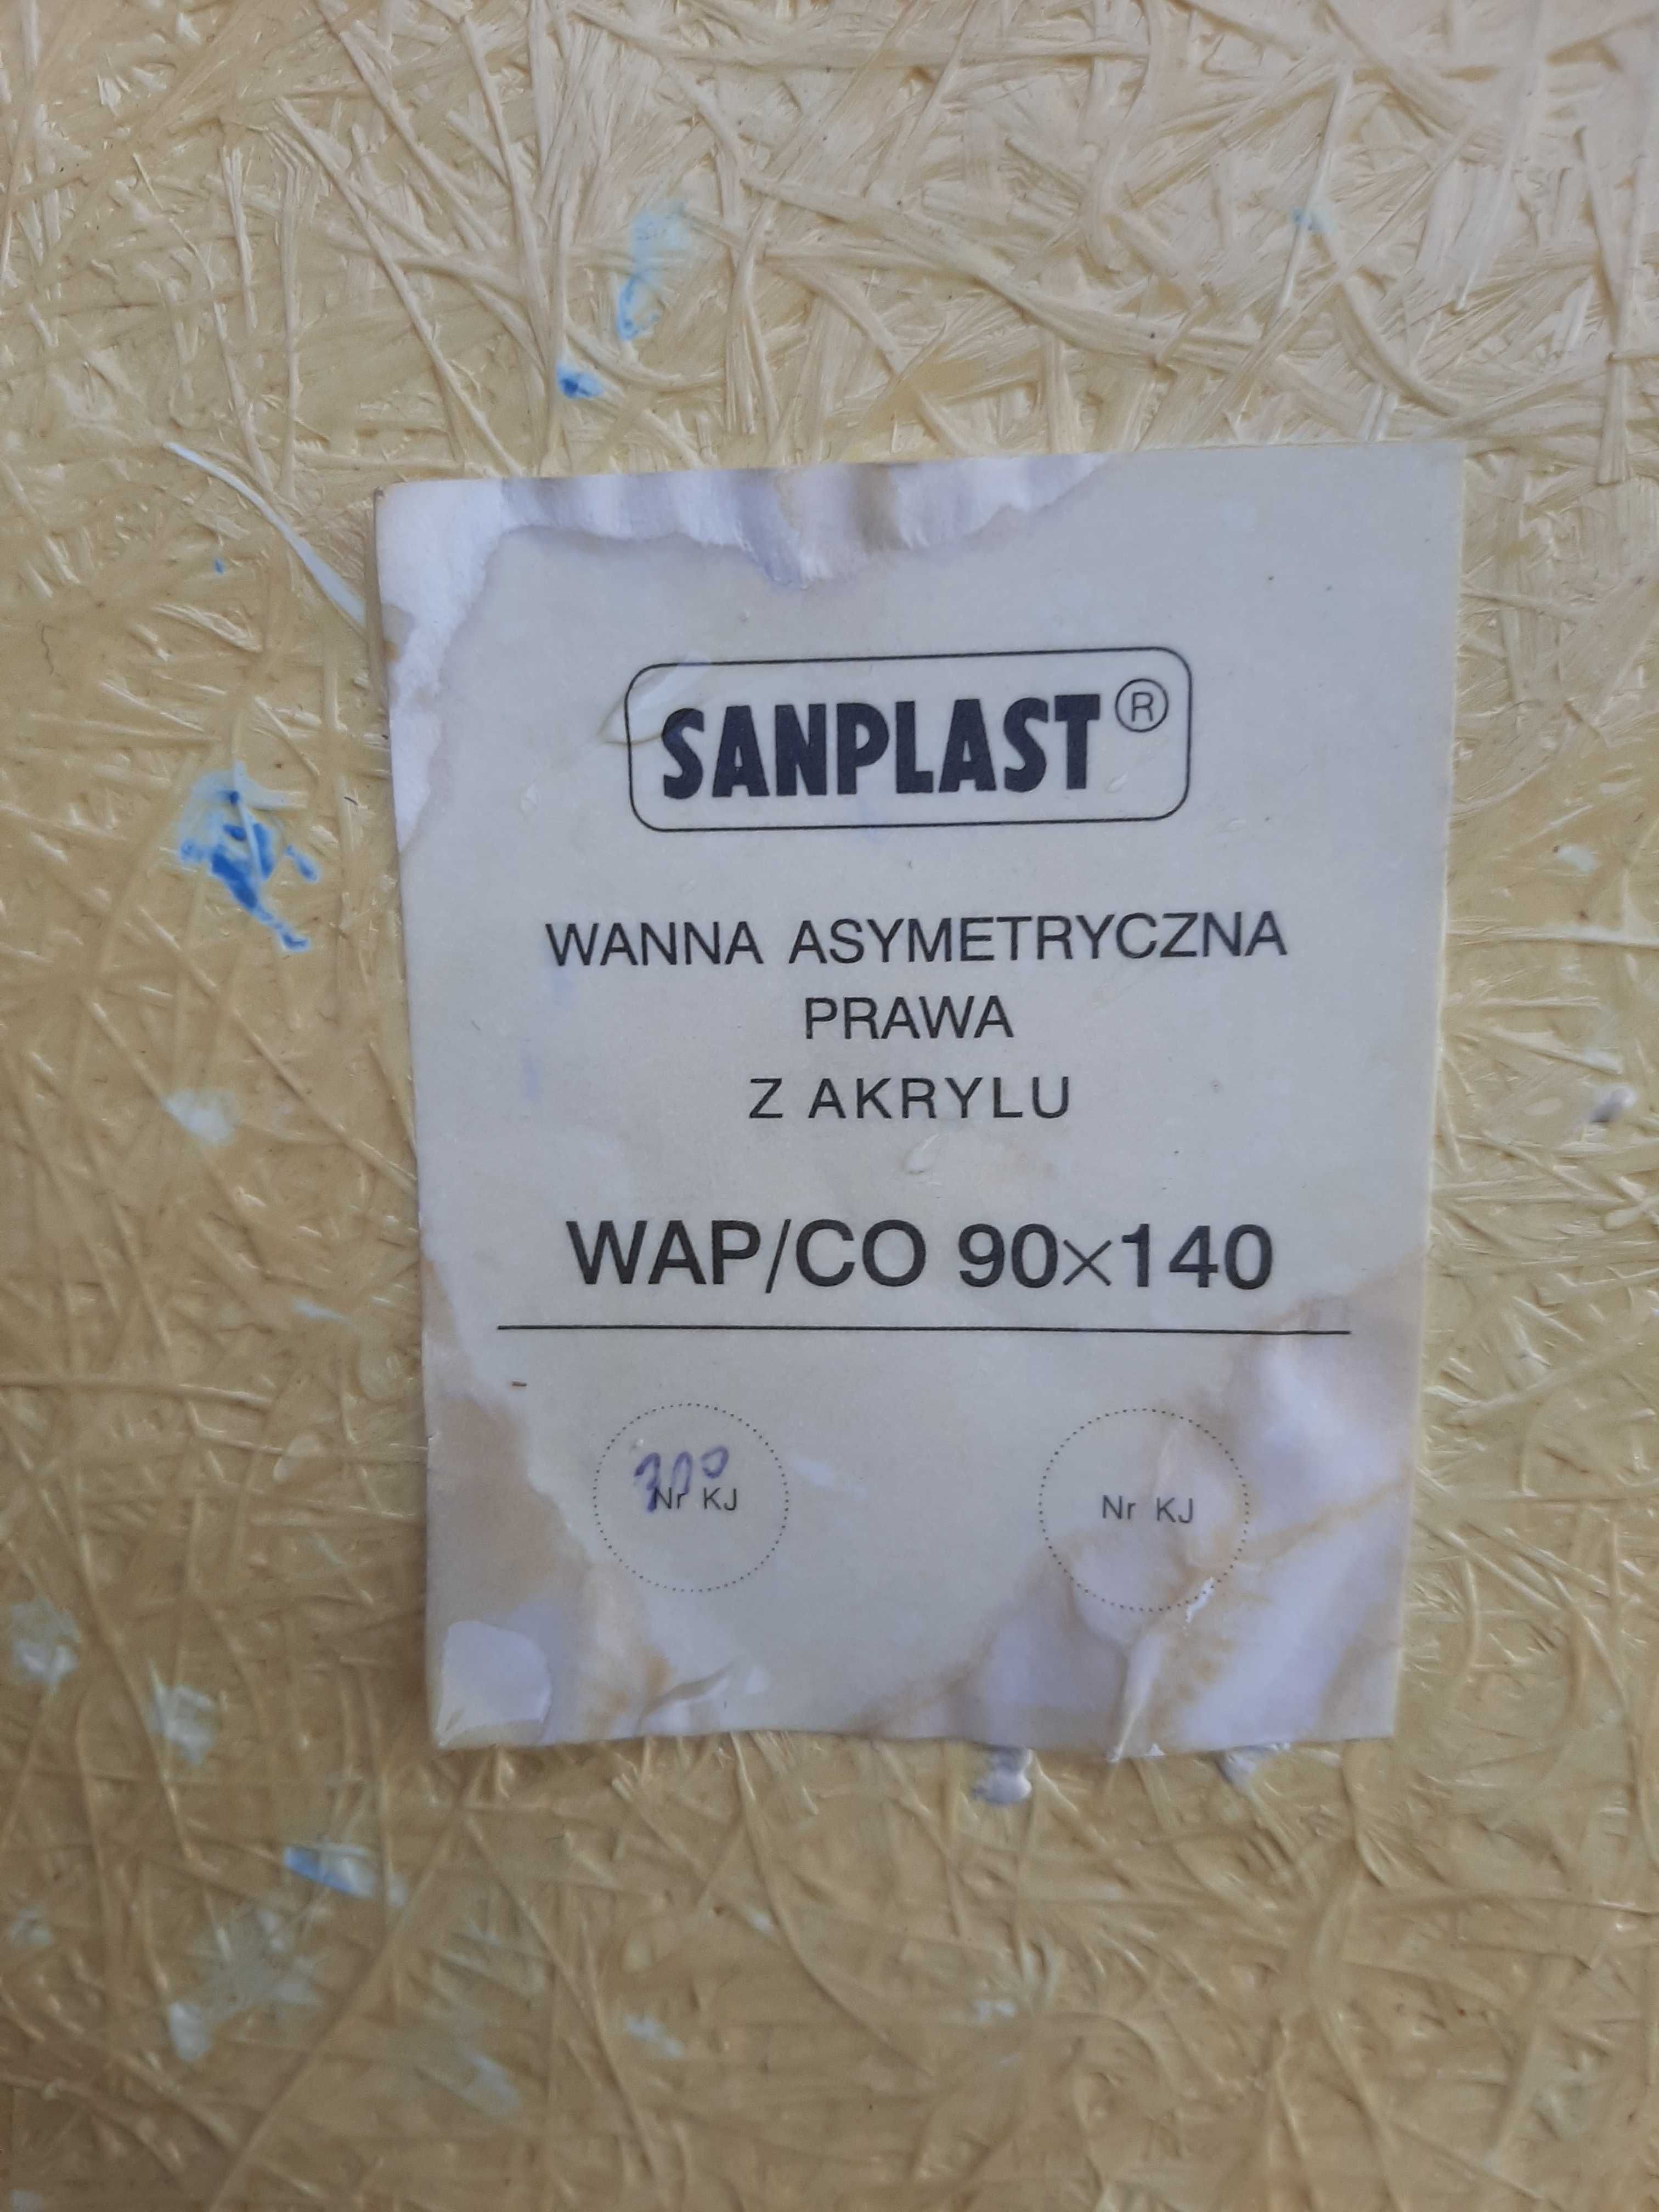 SANPLAST®
WANNA ASYMETRYCZNA
PRAWA
Z AKRYLU
WAP/CO 90×140
Nr KJ
Nr KJ